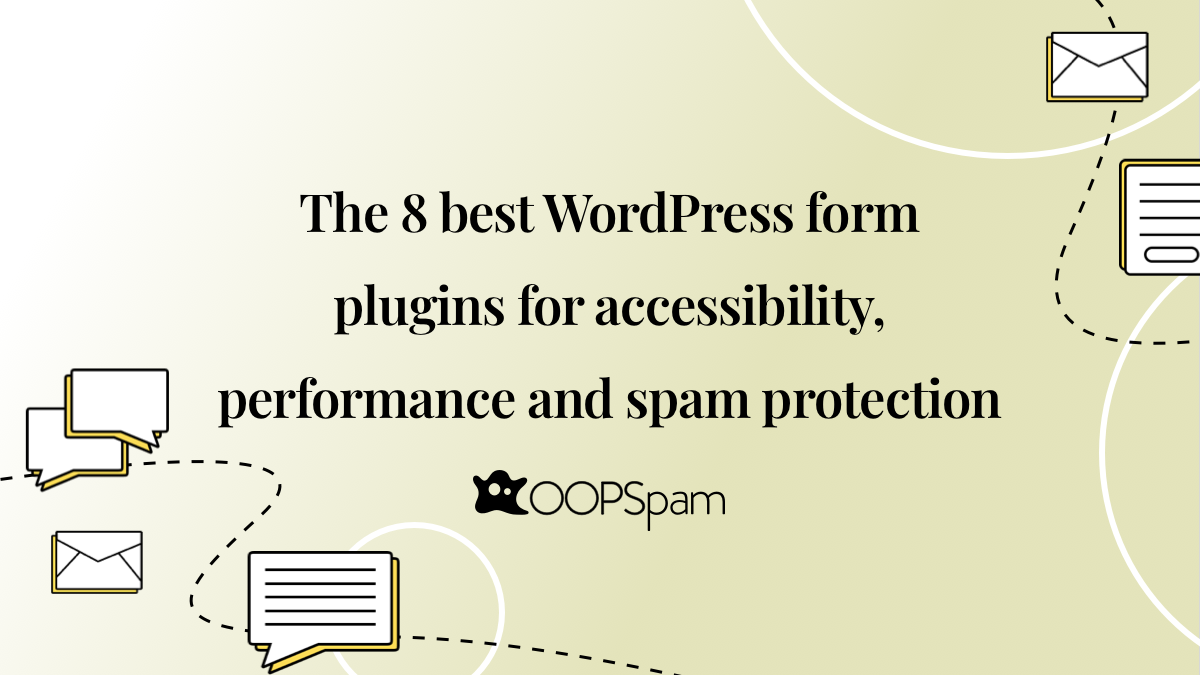 The 8 best WordPress form
plugins for accessibility,
performance and spam protection
OOPSpam